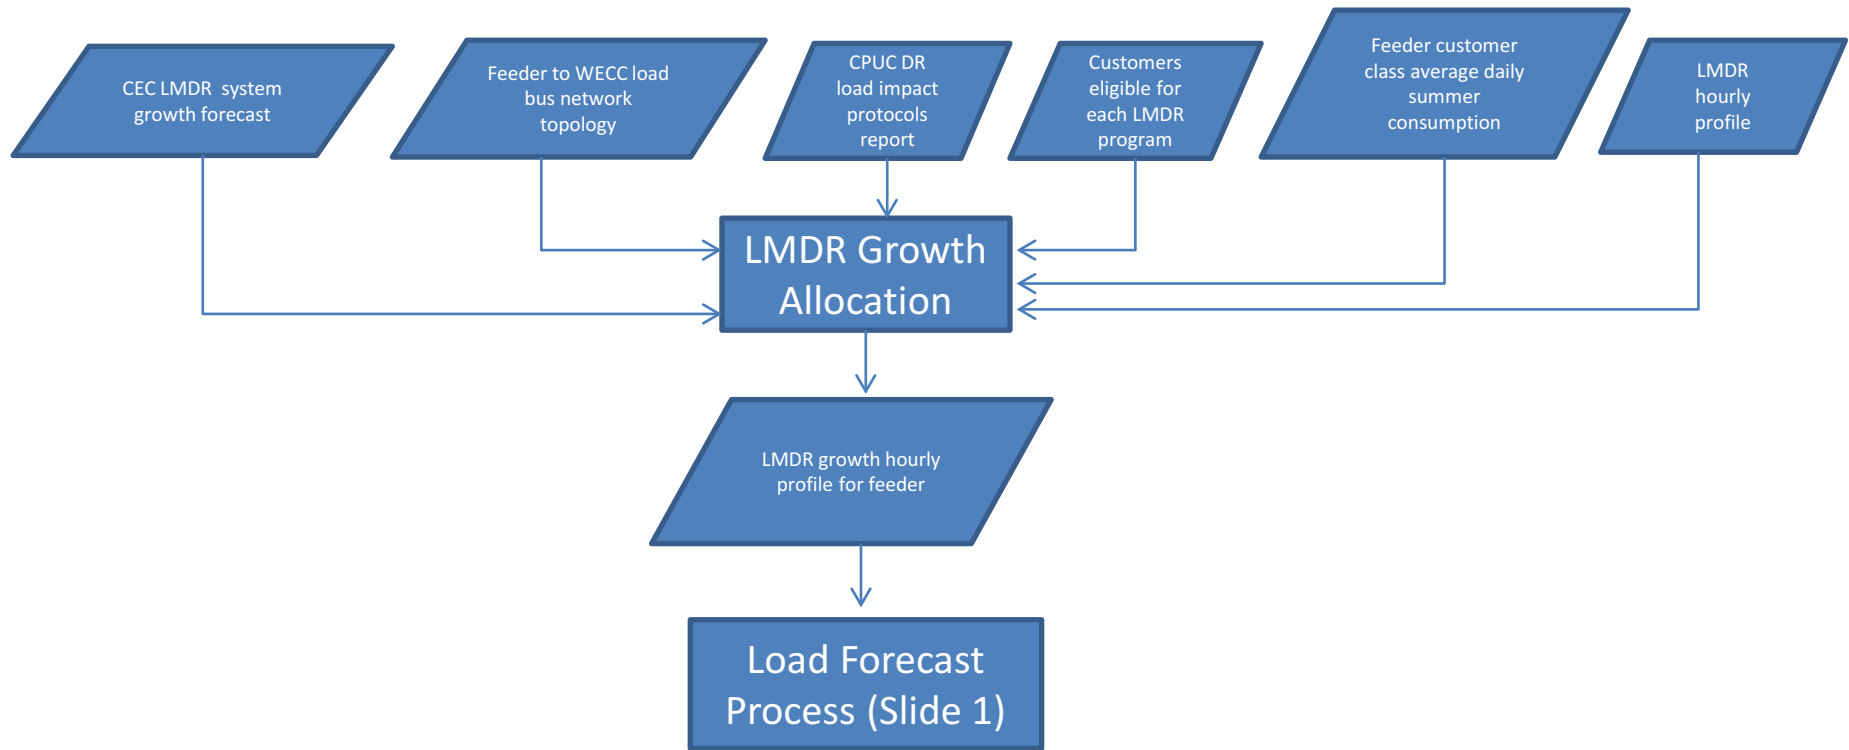 CEC LMDR  system
growth forecast
Feeder to WECC load
bus network
topology
CPUC DR
load impact
protocols
report
Customers
eligible for
each LMDR
program
Feeder customer
class average daily
summer
consumption
LMDR
hourly
profile
LMDR Growth
Allocation
LMDR growth hourly
profile for feeder
Load Forecast
Process (Slide 1)